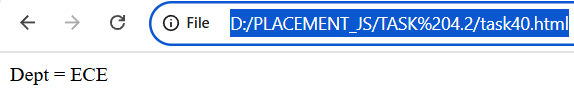 File D:/PLACEMENT_JS/TASK%204.2/task40.html
Dept = ECE